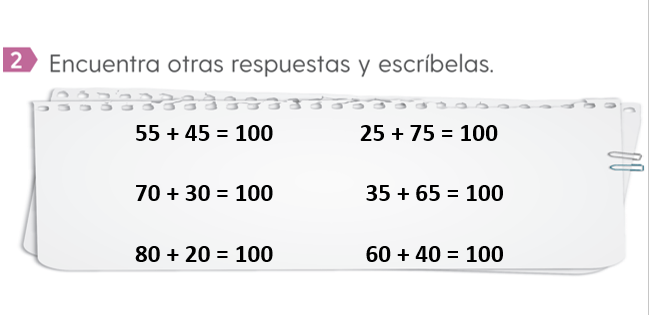 2 Encuentra otras respuestas y escríbelas.
55 + 45 = 100 25 + 75 = 100
70 + 30 = 100 35 + 65 = 100
80 + 20 = 100 60 + 40 = 100